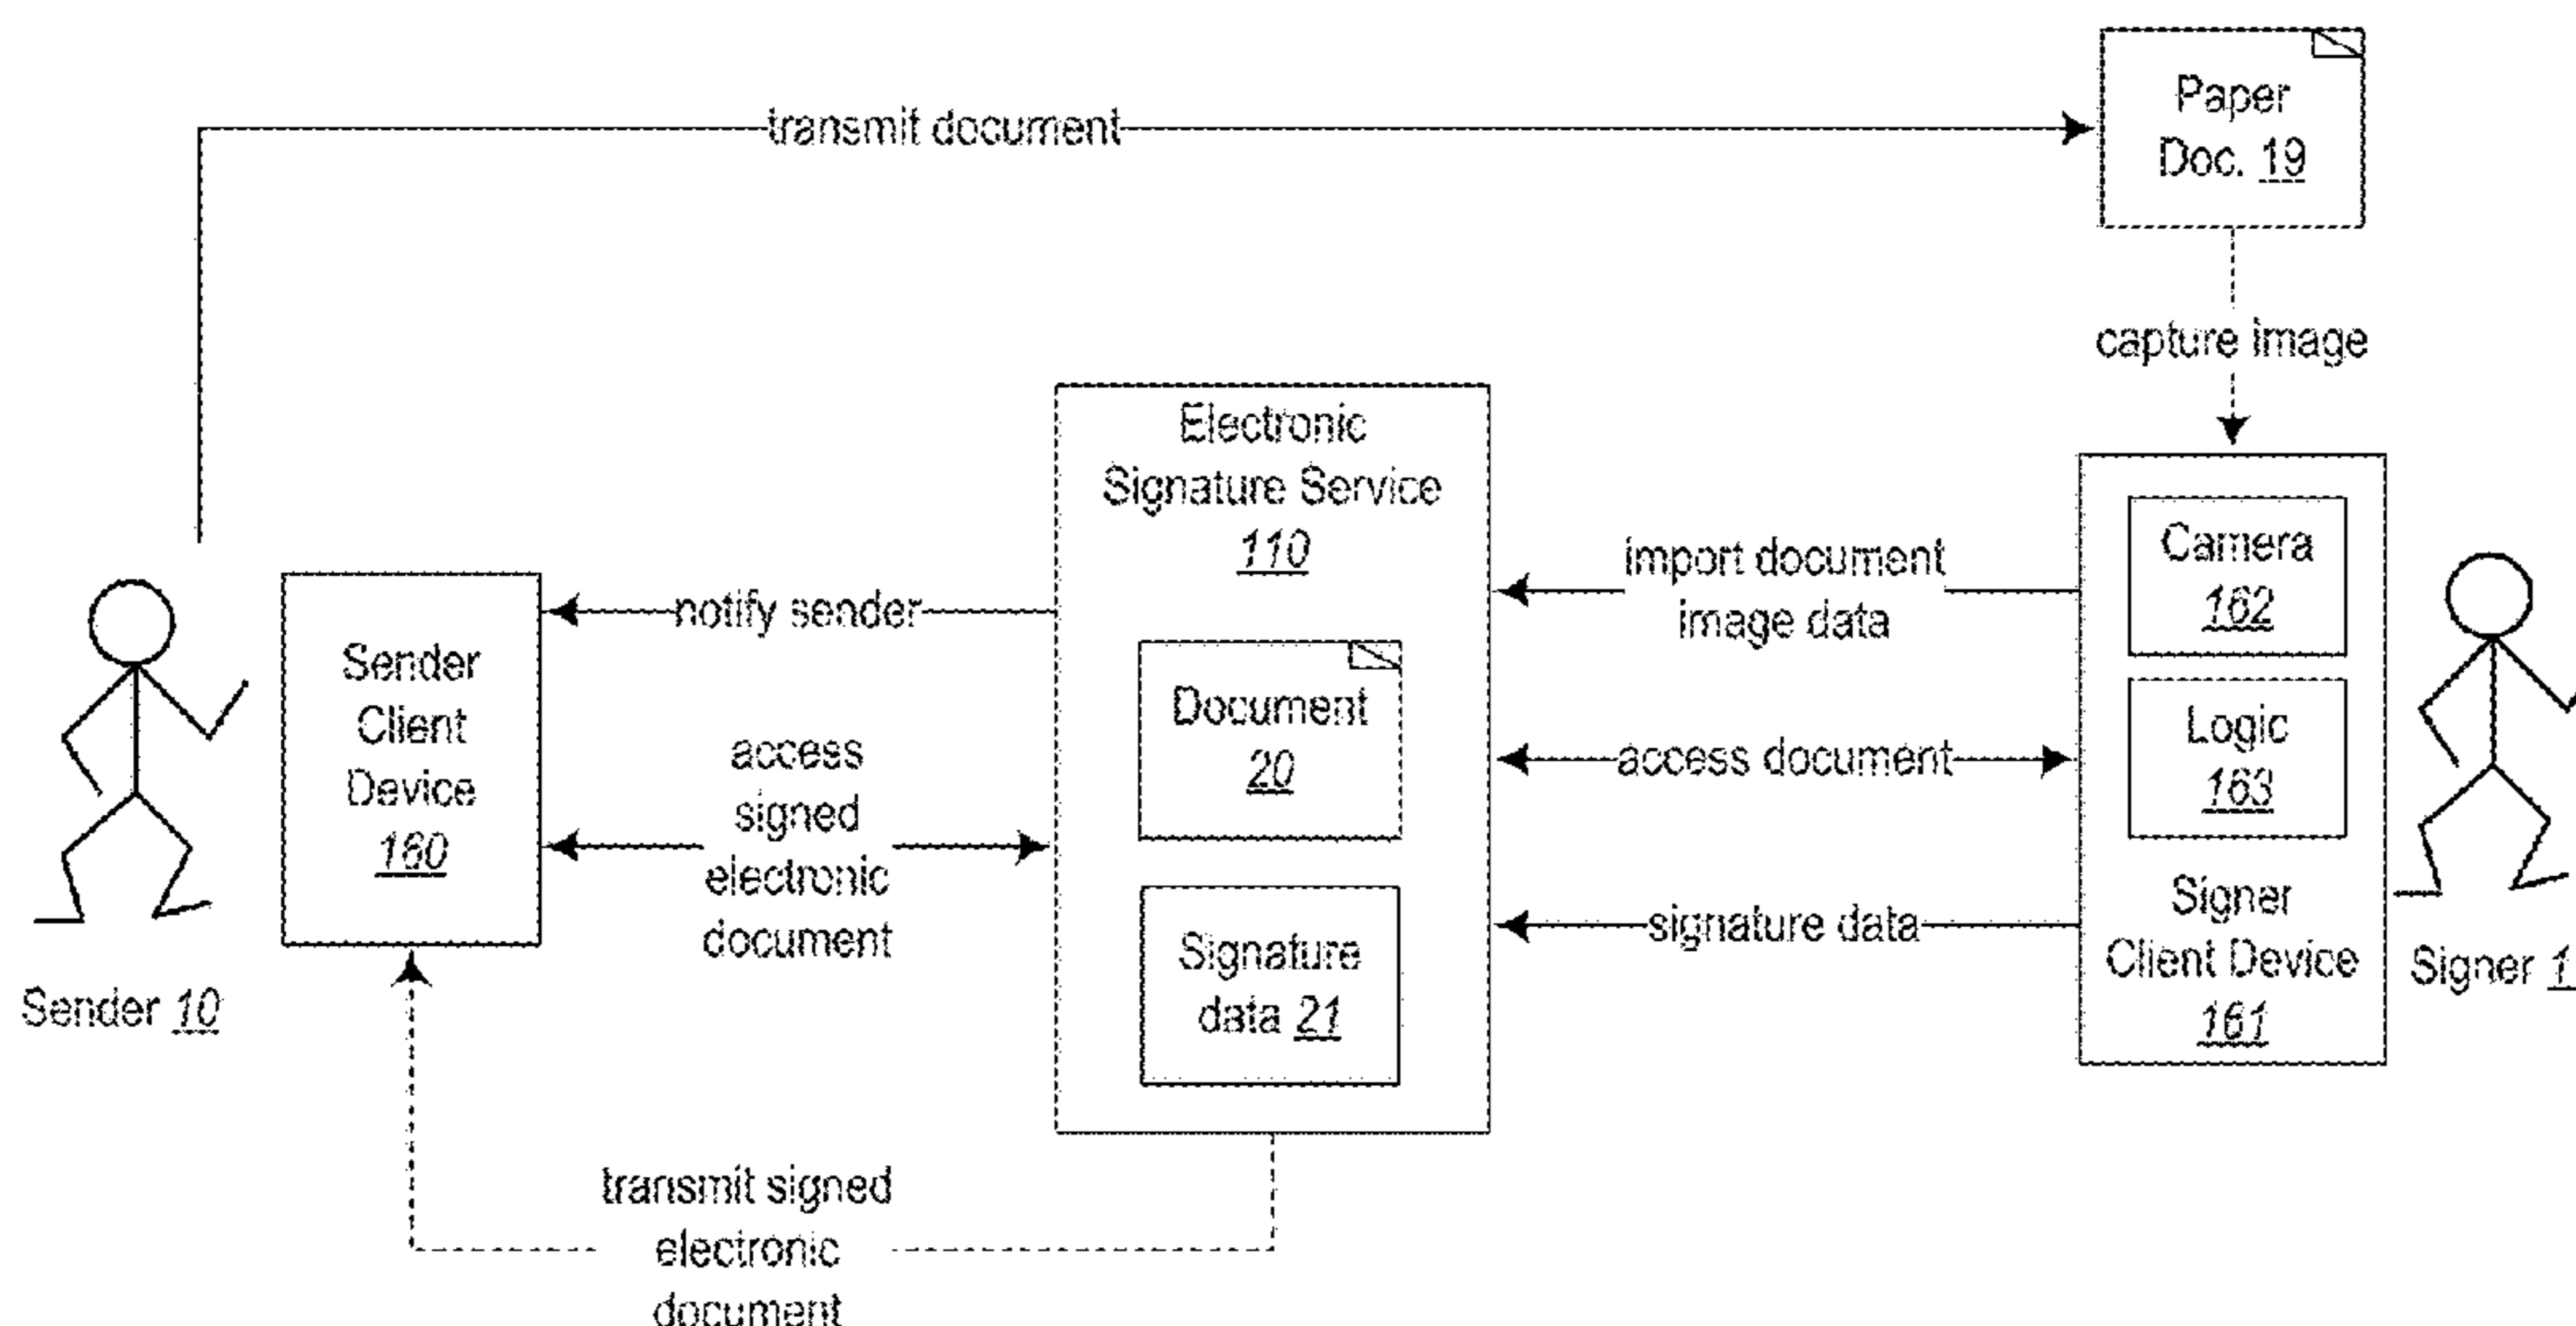 transmit document
Paper
Doc. 19
capture image
Electronic
Signature Service
110
notify sender
Document
20
Signature
data 21
import document
image data
access document
signature data
Camera
162
Logic
163
Signer
Client Device
161
Sender
Client
Device
160
access
signed
electronic
document
Sender 10
Signer
transmit signed
electronic
document